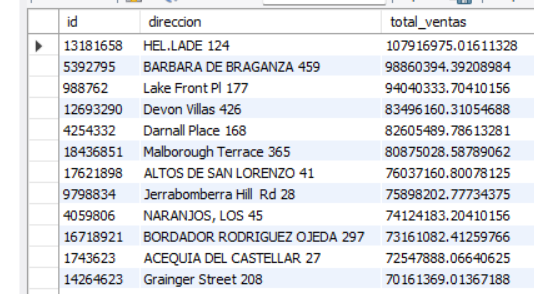 id direccion total_ventas
13181658 HEL.LADE 124 107916975.01611328
5392795 BARBARA DE BRAGANZA 459 98860394.39208984
988762 Lake Front Pl 177 94040333.70410156
12693290 Devon Villas 426 83496160.31054688
4254332 Darnall Place 168 82605489.78613281
18436851 Malborough Terrace 365 80875028.58789062
17621898 ALTOS DE SAN LORENZO 41 76037160.80078125
9798834 Jerrabomberra Hill  Rd 28 75898202.77734375
4059806 NARANJOS, LOS 45 74124183.20410156
16718921 BORDADOR RODRIGUEZ OJEDA 297 73161082.41259766
1743623 ACEQUIA DEL CASTELLAR 27 72547888.06640625
14264623 Grainger Street 208 70161369.01367188